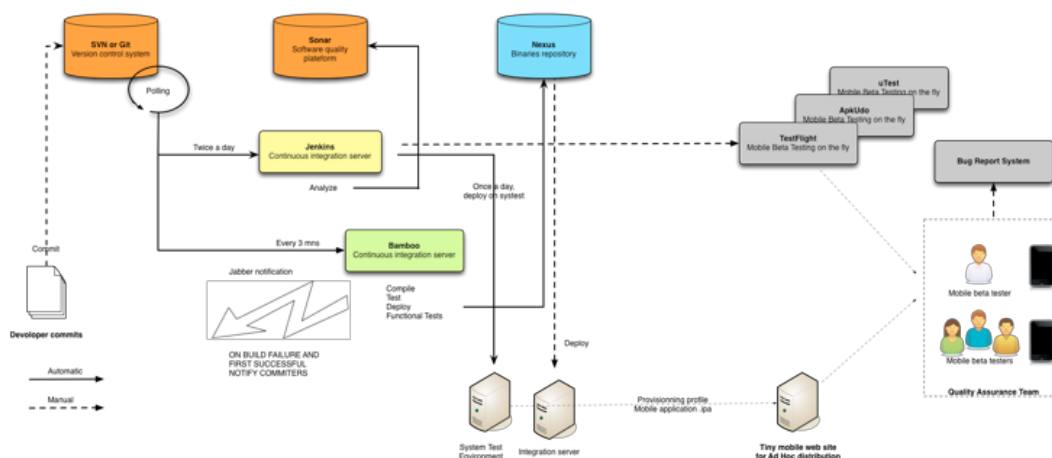 SVN or Git
Version control system
Sonar
Software quality
plateform
Nexus
Binaries repository
uTest
Mobile Beta Testing on the fly
ApkUdo
Mobile Beta Testing on the fly
TestFlight
Mobile Beta Testing on the fly
Polling
Twice a day
Jenkins
Continuous integration server
Analyze
Once a day,
deploy on systest
Bug Report System
Every 3 mns
Bamboo
Continuous integration server
Commit
Jabber notification
Compile
Test
Deploy
Functional Tests
Mobile beta tester
Developer commits
Deploy
ON BUILD FAILURE AND
FIRST SUCCESSFUL
NOTIFY COMMITERS
Mobile beta testers
Automatic
Manual
Quality Assurance Team
Provisionning profile
Mobile application .ipa
System Test
Environment
Integration server
Tiny mobile web site
for Ad Hoc distribution